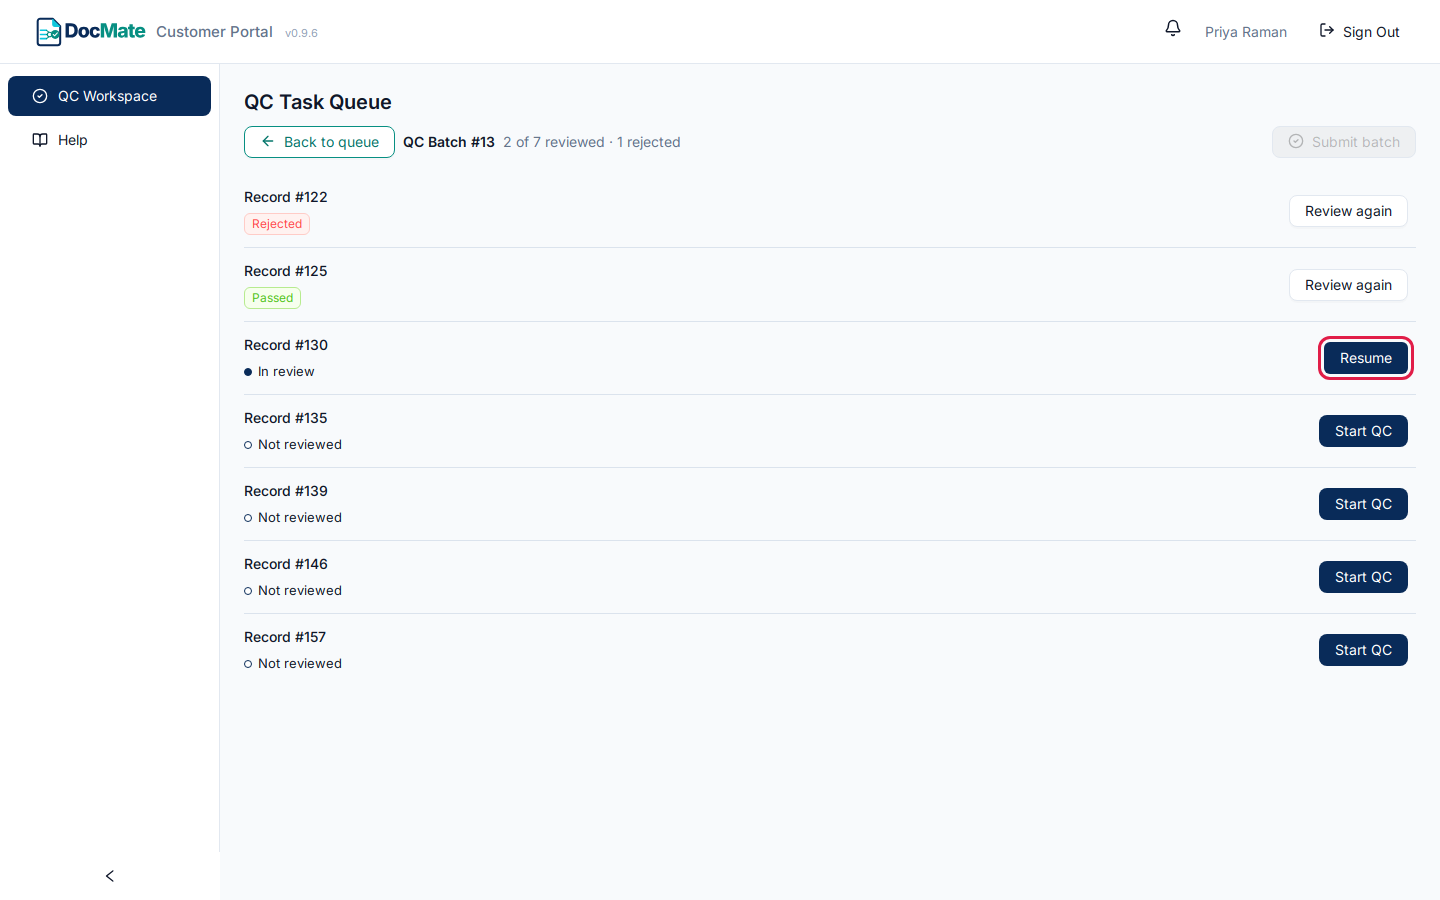 DocMate Customer Portal v0.9.6
Priya Raman
Sign Out
QC Workspace
Help
QC Task Queue
Back to queue
QC Batch #13 2 of 7 reviewed · 1 rejected
Submit batch
Record #122
Rejected
Review again
Record #125
Passed
Review again
Record #130
In review
Resume
Record #135
Not reviewed
Start QC
Record #139
Not reviewed
Start QC
Record #146
Not reviewed
Start QC
Record #157
Not reviewed
Start QC